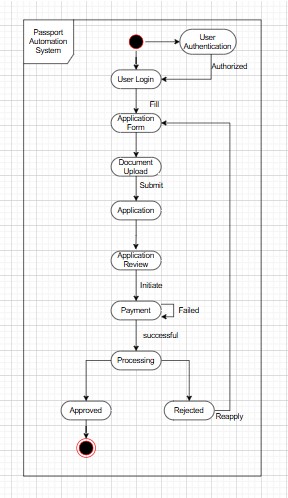 Passport
Automation
System
User
Authentication
Authorized
User Login
Fill
Application
Form
Document
Upload
Submit
Application
Application
Review
Initiate
Payment
Failed
successful
Processing
Approved
Rejected
Reapply